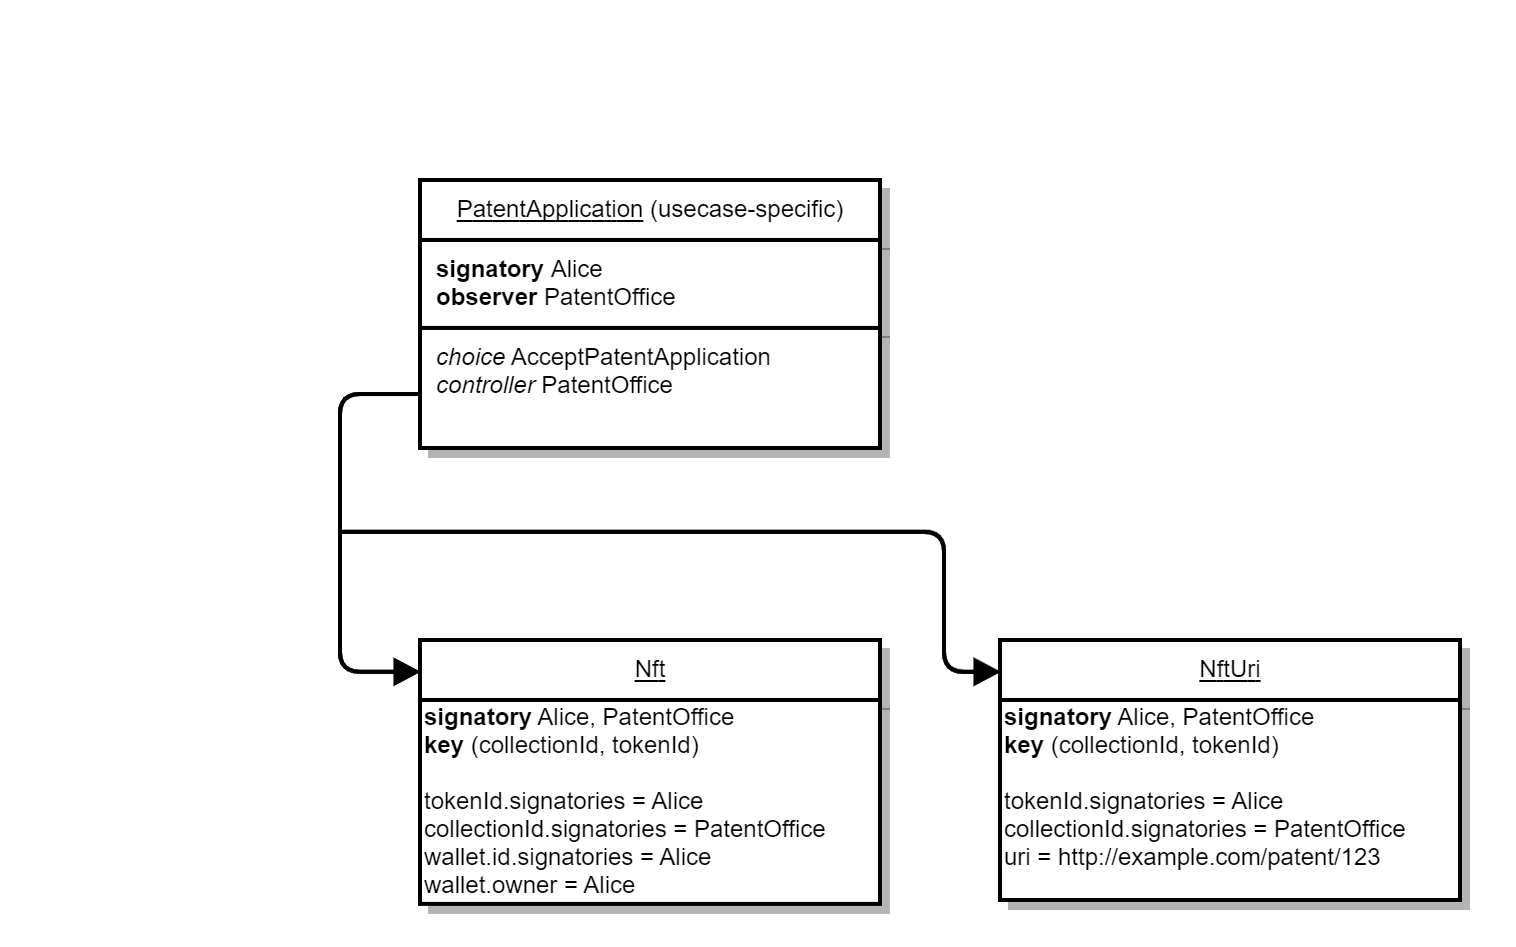 PatentApplication (usecase-specific)
signatory Alice
observer PatentOffice
choice AcceptPatentApplication
controller PatentOffice
Nft
signatory Alice, PatentOffice
key (collectionId, tokenId)
tokenId.signatories = Alice
collectionId.signatories = PatentOffice
wallet.id.signatories = Alice
wallet.owner = Alice
NftUri
signatory Alice, PatentOffice
key (collectionId, tokenId)
tokenId.signatories = Alice
collectionId.signatories = PatentOffice
uri = http://example.com/patent/123